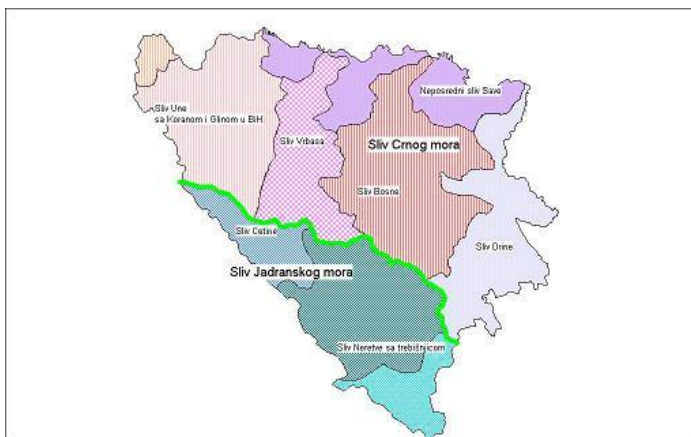 Neposredni sliv Save
Sliv Une
sa Koranom i Glinom u BiH
Sliv Vrbasa
Sliv Crnog mora
Sliv Bosne
Sliv Cetine
Sliv Drine
Sliv Jadranskog mora
Sliv Neretve sa trebišnjicom